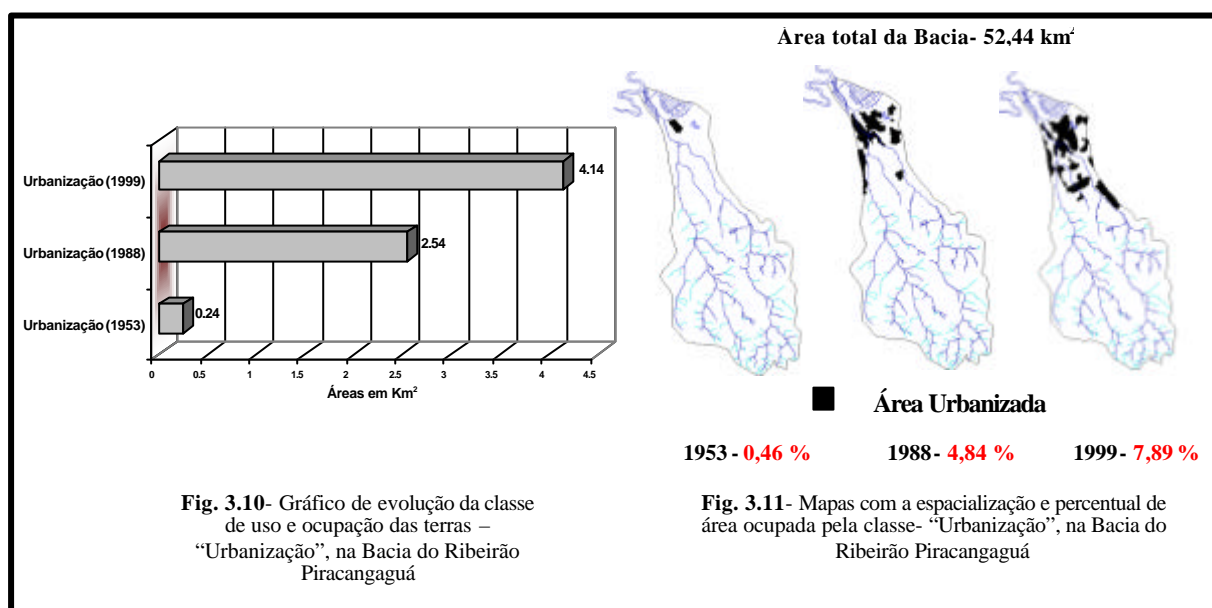 Área total da Bacia- 52,44 km²
Urbanização (1999)
4.14
Urbanização (1988)
2.54
Urbanização (1953)
0.24
0 0.5 1 1.5 2 2.5 3 3.5 4 4.5
Áreas em Km²
Área Urbanizada
1953 - 0,46 % 1988- 4,84 % 1999- 7,89 %
Fig. 3.10- Gráfico de evolução da classe
de uso e ocupação das terras –
“Urbanização”, na Bacia do Ribeirão
Piracangaguá
Fig. 3.11- Mapas com a espacialização e percentual de
área ocupada pela classe- “Urbanização”, na Bacia do
Ribeirão Piracangaguá